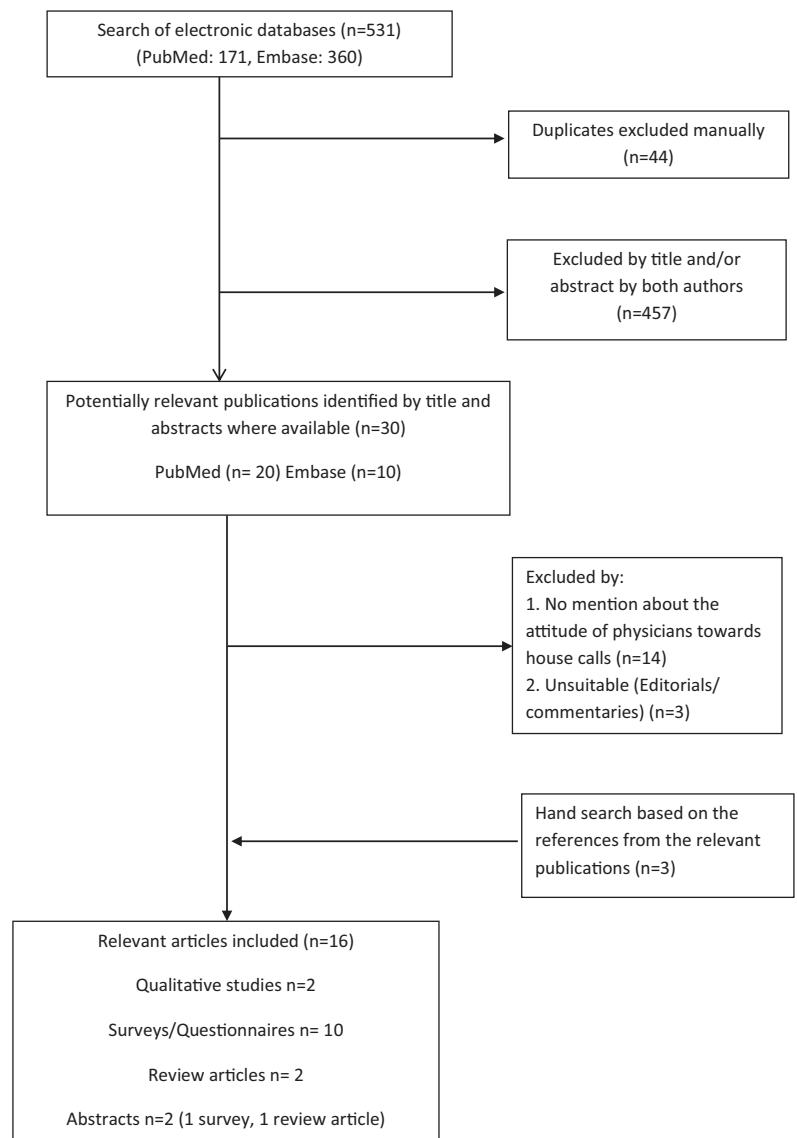 Search of electronic databases (n=531)
(PubMed: 171, Embase: 360)
Duplicates excluded manually
(n=44)
Excluded by title and/or
abstract by both authors
(n=457)
Potentially relevant publications identified by title and
abstracts where available (n=30)
PubMed (n= 20) Embase (n=10)
Excluded by:
1. No mention about the
attitude of physicians towards
house calls (n=14)
2. Unsuitable (Editorials/
commentaries) (n=3)
Hand search based on the
references from the relevant
publications (n=3)
Relevant articles included (n=16)
Qualitative studies n=2
Surveys/Questionnaires n= 10
Review articles n= 2
Abstracts n=2 (1 survey, 1 review article)